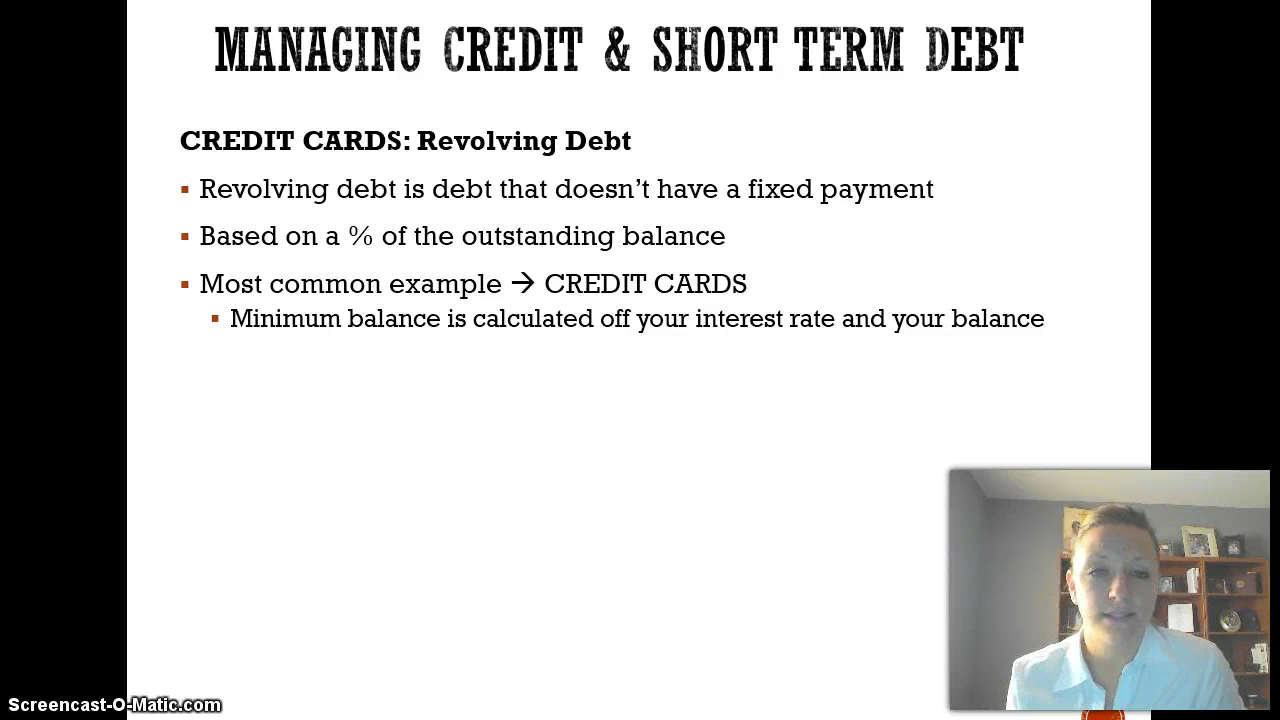 MANAGING CREDIT & SHORT TERM DEBT
CREDIT CARDS: Revolving Debt
▪ Revolving debt is debt that doesn’t have a fixed payment
▪ Based on a % of the outstanding balance
▪ Most common example → CREDIT CARDS
▪ Minimum balance is calculated off your interest rate and your balance
Screencast-O-Matic.com